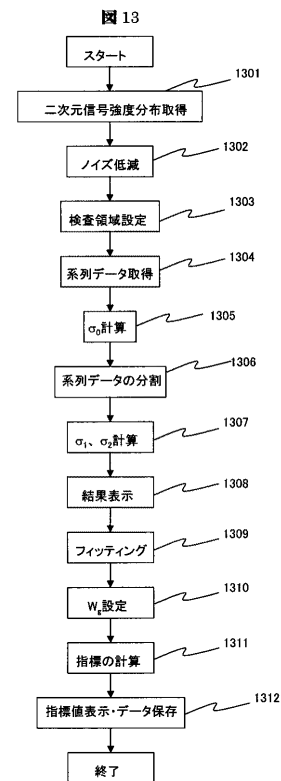 図13
スタート
1301
二次元信号強度分布取得
1302
ノイズ低減
1303
検査領域設定
1304
系列データ取得
1305
σ0計算
1306
系列データの分割
1307
σ1、σ2計算
1308
結果表示
1309
フィッティング
1310
Wg設定
1311
指標の計算
1312
指標値表示・データ保存
終了